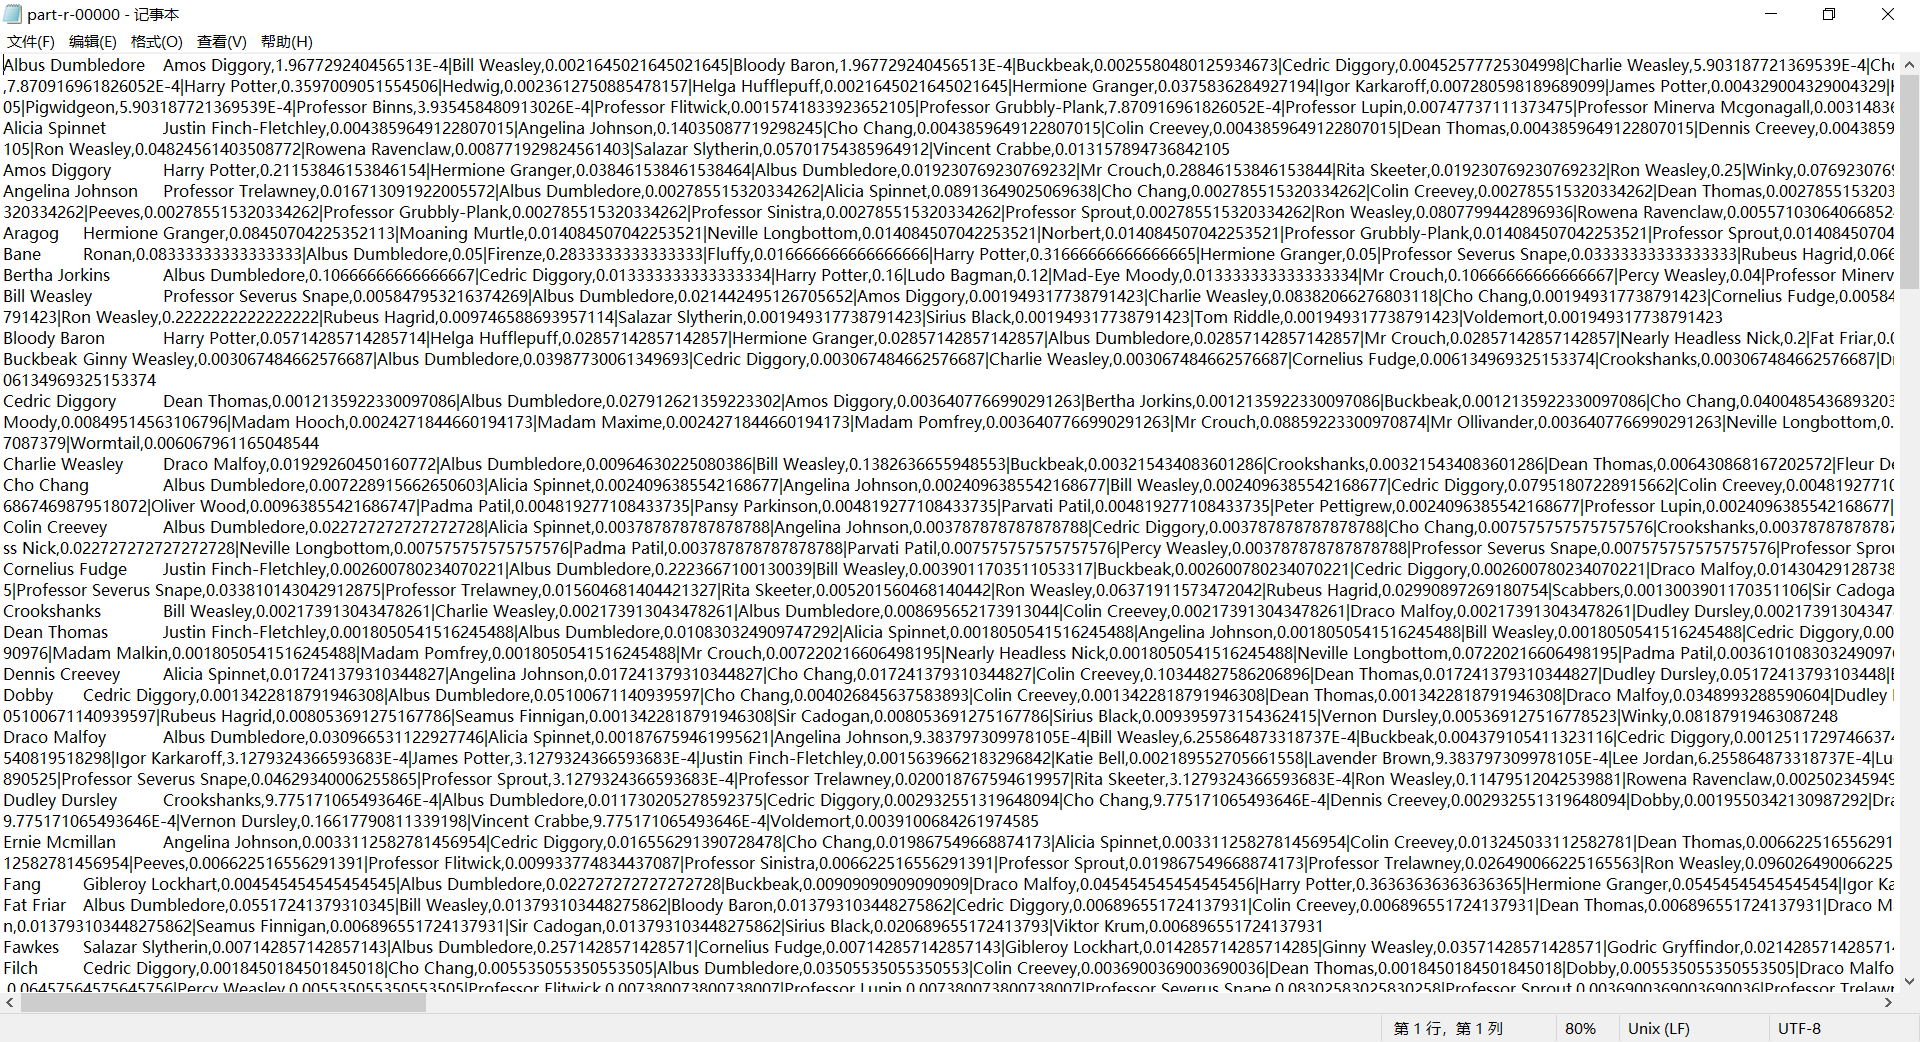 part-r-00000 - 记事本
文件(F) 编辑(E) 格式(O) 查看(V) 帮助(H)
Albus Dumbledore Amos Diggory,1.967729240456513E-4|Bill Weasley,0.0021645021645021645|Bloody Baron,1.967729240456513E-4|Buckbeak,0.0025580480125934673|Cedric Diggory,0.00452577725304998|Charlie Weasley,5.903187721369539E-4|Cho
,7.870916961826052E-4|Harry Potter,0.3597009051554506|Hedwig,0.0023612750885478157|Helga Hufflepuff,0.0021645021645021645|Hermione Granger,0.0375836284927194|Igor Karkaroff,0.007280598189689099|James Potter,0.004329004329004329|
05|Pigwidgeon,5.903187721369539E-4|Professor Binns,3.935458480913026E-4|Professor Flitwick,0.0015741833923652105|Professor Grubbly-Plank,7.870916961826052E-4|Professor Lupin,0.00747737111373475|Professor Minerva Mcgonagall,0.0031483
Alicia Spinnet Justin Finch-Fletchley,0.0043859649122807015|Angelina Johnson,0.14035087719298245|Cho Chang,0.0043859649122807015|Colin Creevey,0.0043859649122807015|Dean Thomas,0.0043859649122807015|Dennis Creevey,0.0043859
105|Ron Weasley,0.04824561403508772|Rowena Ravenclaw,0.008771929824561403|Salazar Slytherin,0.05701754385964912|Vincent Crabbe,0.013157894736842105
Amos Diggory Harry Potter,0.21153846153846154|Hermione Granger,0.038461538461538464|Albus Dumbledore,0.019230769230769232|Mr Crouch,0.28846153846153844|Rita Skeeter,0.019230769230769232|Ron Weasley,0.25|Winky,0.07692307
Angelina Johnson Professor Trelawney,0.016713091922005572|Albus Dumbledore,0.002785515320334262|Alicia Spinnet,0.08913649025069638|Cho Chang,0.002785515320334262|Colin Creevey,0.002785515320334262|Dean Thomas,0.0027855153203
320334262|Peeves,0.002785515320334262|Professor Grubbly-Plank,0.002785515320334262|Professor Sinistra,0.002785515320334262|Professor Sprout,0.002785515320334262|Ron Weasley,0.0807799442896936|Rowena Ravenclaw,0.005571030640668524
Aragog Hermione Granger,0.08450704225352113|Moaning Murtle,0.014084507042253521|Neville Longbottom,0.014084507042253521|Norbert,0.014084507042253521|Professor Grubbly-Plank,0.014084507042253521|Professor Sprout,0.01408450704
Bane Ronan,0.08333333333333333|Albus Dumbledore,0.05|Firenze,0.2833333333333333|Fluffy,0.016666666666666666|Harry Potter,0.31666666666666665|Hermione Granger,0.05|Professor Severus Snape,0.03333333333333333|Rubeus Hagrid,0.066
Bertha Jorkins Albus Dumbledore,0.10666666666666667|Cedric Diggory,0.013333333333333334|Harry Potter,0.16|Ludo Bagman,0.12|Mad-Eye Moody,0.013333333333333334|Mr Crouch,0.10666666666666667|Percy Weasley,0.04|Professor Minerv
Bill Weasley Professor Severus Snape,0.005847953216374269|Albus Dumbledore,0.021442495126705652|Amos Diggory,0.001949317738791423|Charlie Weasley,0.08382066276803118|Cho Chang,0.001949317738791423|Cornelius Fudge,0.00584
791423|Ron Weasley,0.2222222222222222|Rubeus Hagrid,0.009746588693957114|Salazar Slytherin,0.001949317738791423|Sirius Black,0.001949317738791423|Tom Riddle,0.001949317738791423|Voldemort,0.001949317738791423
Bloody Baron Harry Potter,0.05714285714285714|Helga Hufflepuff,0.02857142857142857|Hermione Granger,0.02857142857142857|Albus Dumbledore,0.02857142857142857|Mr Crouch,0.02857142857142857|Nearly Headless Nick,0.2|Fat Friar,0.0
Buckbeak Ginny Weasley,0.003067484662576687|Albus Dumbledore,0.0398773006134969​3|Cedric Diggory,0.003067484662576687|Charlie Weasley,0.003067484662576687|Cornelius Fudge,0.006134969325153374|Crookshanks,0.003067484662576687|D
06134969325153374
Cedric Diggory Dean Thomas,0.0012135922330097086|Albus Dumbledore,0.027912621359223302|Amos Diggory,0.003640776699029126​3|Bertha Jorkins,0.0012135922330097086|Buckbeak,0.0012135922330097086|Cho Chang,0.0400485436893203
Moody,0.00849514563106796|Madam Hooch,0.0024271844660194173|Madam Maxime,0.0024271844660194173|Madam Pomfrey,0.0036407766990291263|Mr Crouch,0.08859223300970874|Mr Ollivander,0.0036407766990291263|Neville Longbottom,0.
7087379|Wormtail,0.006067961165048544
Charlie Weasley Draco Malfoy,0.01929260450160772|Albus Dumbledore,0.00964630225080386|Bill Weasley,0.1382636655948553|Buckbeak,0.003215434083601286|Crookshanks,0.003215434083601286|Dean Thomas,0.006430868167202572|Fleur De
Cho Chang Albus Dumbledore,0.007228915662650603|Alicia Spinnet,0.0024096385542168677|Angelina Johnson,0.0024096385542168677|Bill Weasley,0.0024096385542168677|Cedric Diggory,0.07951807228915662|Colin Creevey,0.00481927710
6867469879518072|Oliver Wood,0.00963855421686747|Padma Patil,0.004819277108433735|Pansy Parkinson,0.004819277108433735|Parvati Patil,0.004819277108433735|Peter Pettigrew,0.0024096385542168677|Professor Lupin,0.0024096385542168677|
Colin Creevey Albus Dumbledore,0.022727272727272728|Alicia Spinnet,0.003787878787878788|Angelina Johnson,0.003787878787878788|Cedric Diggory,0.003787878787878788|Cho Chang,0.007575757575757576|Crookshanks,0.0037878787878787
ss Nick,0.022727272727272728|Neville Longbottom,0.007575757575757576|Padma Patil,0.003787878787878788|Parvati Patil,0.007575757575757576|Percy Weasley,0.003787878787878788|Professor Severus Snape,0.007575757575757576|Professor Sprou
Cornelius Fudge Justin Finch-Fletchley,0.002600780234070221|Albus Dumbledore,0.2223667100130039|Bill Weasley,0.0039011703511053317|Buckbeak,0.002600780234070221|Cedric Diggory,0.002600780234070221|Draco Malfoy,0.01430429128738
5|Professor Severus Snape,0.033810143042912875|Professor Trelawney,0.015604681404421327|Rita Skeeter,0.005201560468140442|Ron Weasley,0.06371911573472042|Rubeus Hagrid,0.02990897269180754|Scabbers,0.0013003901170351106|Sir Cadoga
Crookshanks Bill Weasley,0.002173913043478261|Charlie Weasley,0.002173913043478261|Albus Dumbledore,0.008695652173913044|Colin Creevey,0.002173913043478261|Draco Malfoy,0.002173913043478261|Dudley Dursley,0.0021739130434​7
Dean Thomas Justin Finch-Fletchley,0.0018050541516245488|Albus Dumbledore,0.010830324909747292|Alicia Spinnet,0.0018050541516245488|Angelina Johnson,0.0018050541516245488|Bill Weasley,0.0018050541516245488|Cedric Diggory,0.00
90976|Madam Malkin,0.0018050541516245488|Madam Pomfrey,0.0018050541516245488|Mr Crouch,0.007220216606498195|Nearly Headless Nick,0.0018050541516245488|Neville Longbottom,0.07220216606498195|Padma Patil,0.0036101083032490976
Dennis Creevey Alicia Spinnet,0.017241379310344827|Angelina Johnson,0.017241379310344827|Cho Chang,0.017241379310344827|Colin Creevey,0.10344827586206896|Dean Thomas,0.017241379310344827|Dudley Dursley,0.05172413793103448|
Dobby Cedric Diggory,0.0013422818791946308|Albus Dumbledore,0.05100671140939597|Cho Chang,0.004026845637583893|Colin Creevey,0.0013422818791946308|Dean Thomas,0.0013422818791946308|Draco Malfoy,0.0348993288590604|Dudley
05100671140939597|Rubeus Hagrid,0.008053691275167786|Seamus Finnigan,0.0013422818791946308|Sir Cadogan,0.008053691275167786|Sirius Black,0.00939597315436241​5|Vernon Dursley,0.005369127516778523|Winky,0.08187919463087248
Draco Malfoy Albus Dumbledore,0.030966531122927746|Alicia Spinnet,0.001876759461995621|Angelina Johnson,9.383797309978105E-4|Bill Weasley,6.255864873318737E-4|Buckbeak,0.004379105411323116|Cedric Diggory,0.0012511729746637​4
540819518298|Igor Karkaroff,3.1279324366593683E-4|James Potter,3.1279324366593683E-4|Justin Finch-Fletchley,0.0015639662183296842|Katie Bell,0.002189552705661558|Lavender Brown,9.383797309978105E-4|Lee Jordan,6.255864873318737E-4|Lu
890525|Professor Severus Snape,0.04629340006255865|Professor Sprout,3.1279324366593683E-4|Professor Trelawney,0.020018767594619957|Rita Skeeter,3.1279324366593683E-4|Ron Weasley,0.11479512042539881|Rowena Ravenclaw,0.002502345949
Dudley Dursley Crookshanks,9.775171065493646E-4|Albus Dumbledore,0.011730205278592375|Cedric Diggory,0.002932551319648094|Cho Chang,9.775171065493646E-4|Dennis Creevey,0.002932551319648094|Dobby,0.0019550342130987292|Dra
9.775171065493646E-4|Vernon Dursley,0.16617790811339198|Vincent Crabbe,9.775171065493646E-4|Voldemort,0.0039100684261974585
Ernie Mcmillan Angelina Johnson,0.0033112582781456954|Cedric Diggory,0.016556291390728478|Cho Chang,0.019867549668874173|Alicia Spinnet,0.0033112582781456954|Colin Creevey,0.013245033112582781|Dean Thomas,0.006622516556291
12582781456954|Peeves,0.006622516556291391|Professor Flitwick,0.009933774834437087|Professor Sinistra,0.006622516556291391|Professor Sprout,0.019867549668874173|Professor Trelawney,0.026490066225165563|Ron Weasley,0.096026490066225
Fang Gibleroy Lockhart,0.004545454545454545|Albus Dumbledore,0.022727272727272728|Buckbeak,0.00909090909090909|Draco Malfoy,0.045454545454545456|Harry Potter,0.36363636363636365|Hermione Granger,0.05454545454545454|Igor Ka
Fat Friar Albus Dumbledore,0.05517241379310345|Bill Weasley,0.013793103448275862|Bloody Baron,0.013793103448275862|Cedric Diggory,0.006896551724137931|Colin Creevey,0.006896551724137931|Dean Thomas,0.006896551724137931|Draco M
n,0.013793103448275862|Seamus Finnigan,0.006896551724137931|Sir Cadogan,0.013793103448275862|Sirius Black,0.020689655172413793|Viktor Krum,0.006896551724137931
Fawkes Salazar Slytherin,0.007142857142857143|Albus Dumbledore,0.2571428571428571|Cornelius Fudge,0.007142857142857143|Gibleroy Lockhart,0.014285714285714285|Ginny Weasley,0.03571428571428571|Godric Gryffindor,0.02142857142857​14
Filch Cedric Diggory,0.0018450184501845018|Cho Chang,0.005535055350553505|Albus Dumbledore,0.03505535055350553|Colin Creevey,0.0036900369003690036|Dean Thomas,0.0018450184501845018|Dobby,0.005535055350553505|Draco Malfo
,0.06457564575645756|Percy Weasley,0.005535055350553505|Professor Flitwick,0.007380073800738007|Professor Lupin,0.007380073800738007|Professor Severus Snape,0.08302583025830258|Professor Sprout,0.0036900369003690036|Professor Trelawn
第 1 行，第 1 列 80% Unix (LF) UTF-8